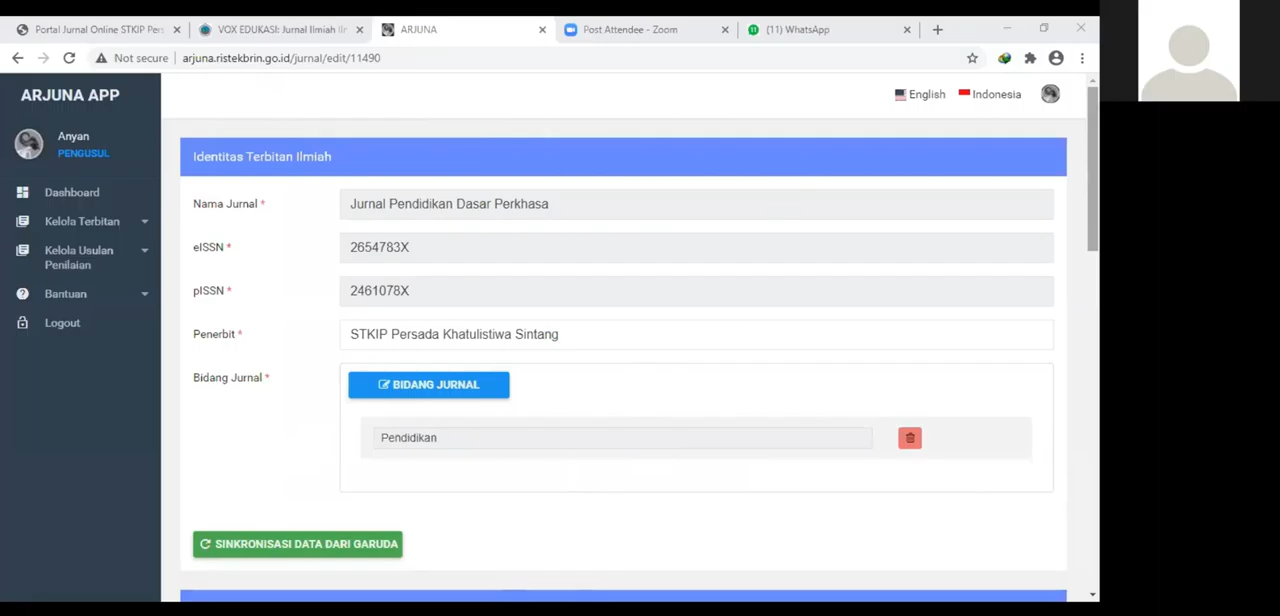 Portal Jurnal Online STKIP Pers
VOX EDUKASI: Jurnal Ilmiah Ilm
ARJUNA
Post Attendee - Zoom
11
(11) WhatsApp
Not secure
arjuna.ristekbrin.go.id/jurnal/edit/11490
ARJUNA APP
English
Indonesia
Anyan
PENGUSUL
Dashboard
Kelola Terbitan
Kelola Usulan
Penilaian
Bantuan
Logout
Identitas Terbitan Ilmiah
Nama Jurnal *
Jurnal Pendidikan Dasar Perkhasa
eISSN *
2654783X
pISSN *
2461078X
Penerbit *
STKIP Persada Khatulistiwa Sintang
Bidang Jurnal *
BIDANG JURNAL
Pendidikan
SINKRONISASI DATA DARI GARUDA